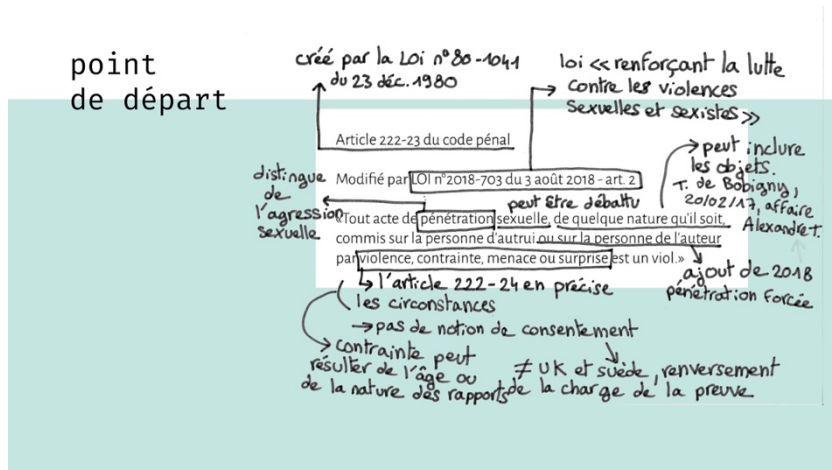 point
de départ
créé par la Loi n°80-1041
du 23 déc. 1980
loi << renforçant la lutte
contre les violences
sexuelles et sexistes >>
Article 222-23 du code pénal
Modifié par LOI n°2018-703 du 3 août 2018 - art. 2
distingue
de
l'agression
sexuelle
peut être débattu
peut inclure
les objets.
T. de Bobigny,
20/02/17, affaire
Alexandre T.
«Tout acte de pénétration sexuelle, de quelque nature qu'il soit,
commis sur la personne d'autrui ou sur la personne de l'auteur
par violence, contrainte, menace ou surprise est un viol.»
ajout de 2018
pénétration forcée
l'article 222-24 en précise
les circonstances
→ pas de notion de consentement
contrainte peut
résulter de l'âge ou
de la nature des rapports
≠ UK et suède, renversement
de la charge de la preuve